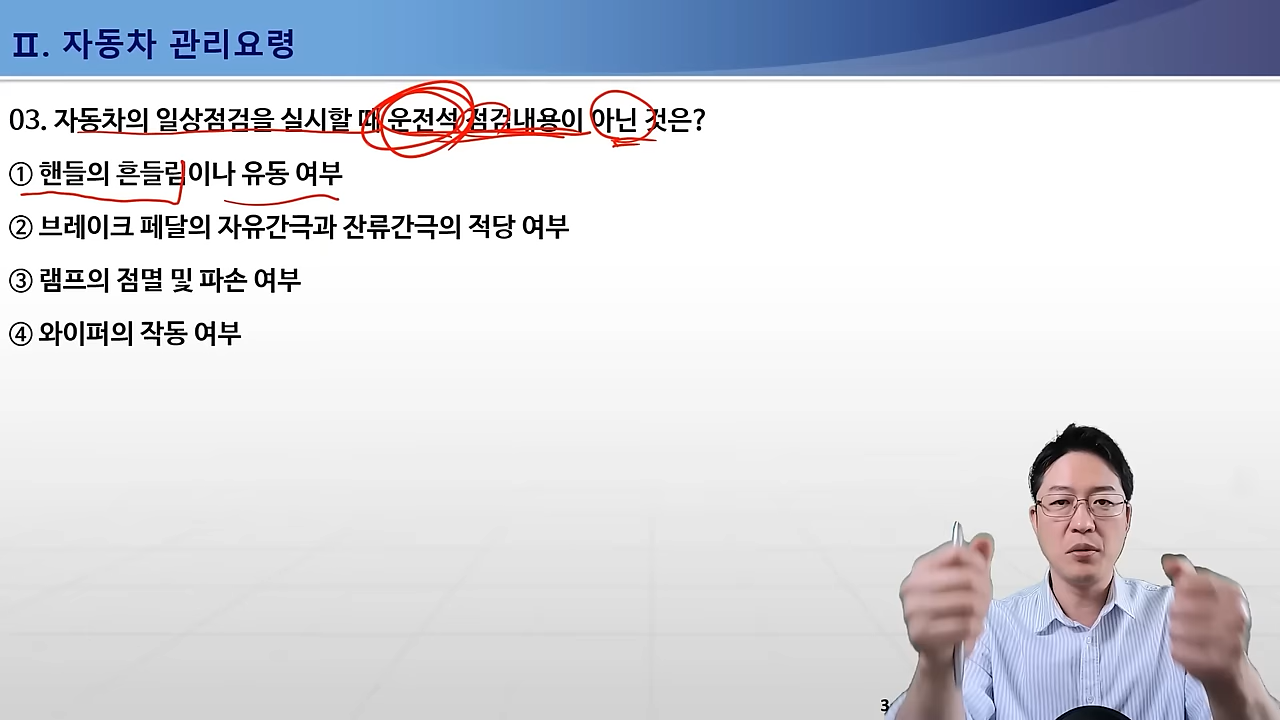 Ⅱ. 자동차 관리요령
03. 자동차의 일상점검을 실시할 때 운전석 점검내용이 아닌 것은?
① 핸들의 흔들림이나 유동 여부
② 브레이크 페달의 자유간극과 잔류간극의 적당 여부
③ 램프의 점멸 및 파손 여부
④ 와이퍼의 작동 여부
3